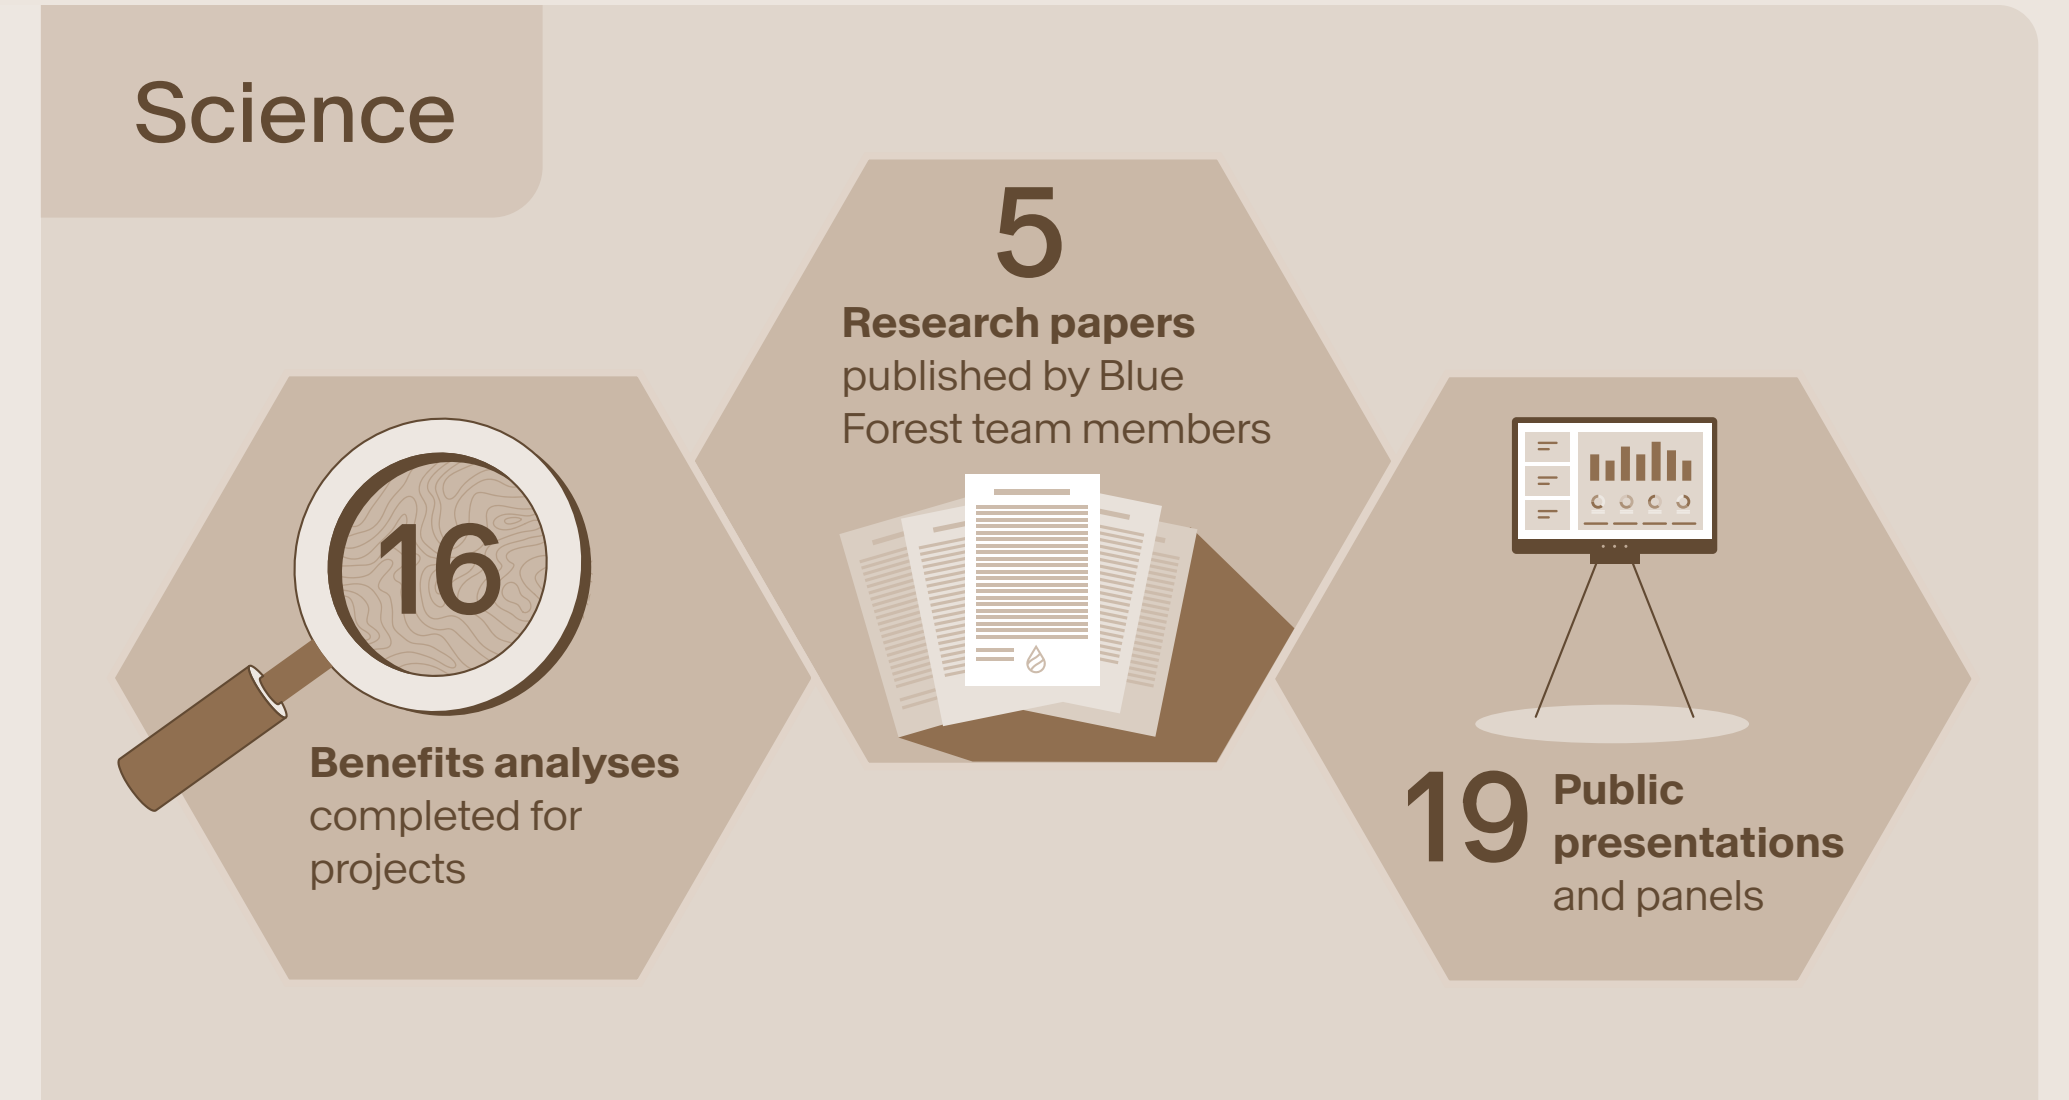 Science
16
Benefits analyses
completed for
projects
5
Research papers
published by Blue
Forest team members
19
Public
presentations
and panels